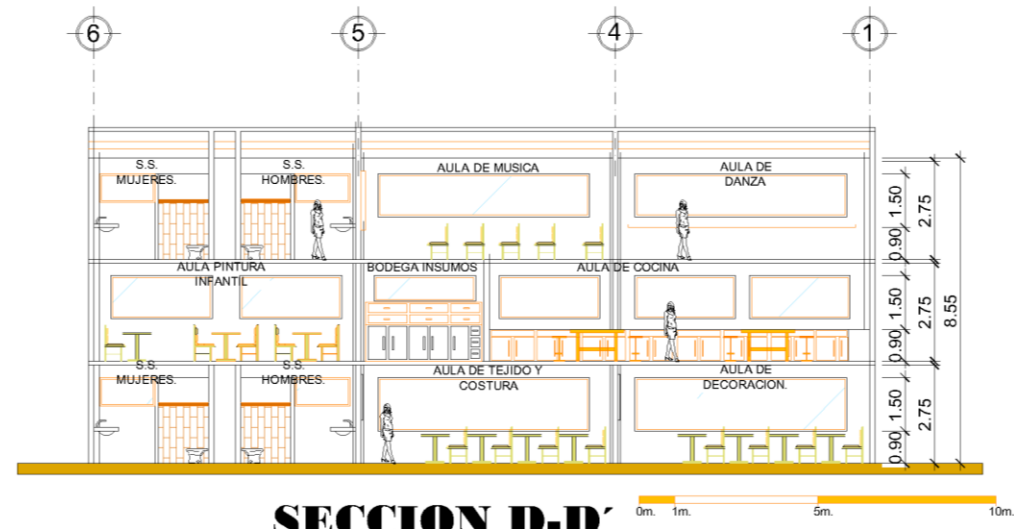 6
5
4
1
S.S.
MUJERES.
S.S.
HOMBRES.
AULA DE MUSICA
AULA DE
DANZA
0.90
1.50
2.75
AULA PINTURA
INFANTIL
BODEGA INSUMOS
AULA DE COCINA
0.90
1.50
2.75
8.55
S.S.
MUJERES.
S.S.
HOMBRES.
AULA DE TEJIDO Y
COSTURA
AULA DE
DECORACION.
0.90
1.50
2.75
SECCION D-D´
0m. 1m. 5m. 10m.